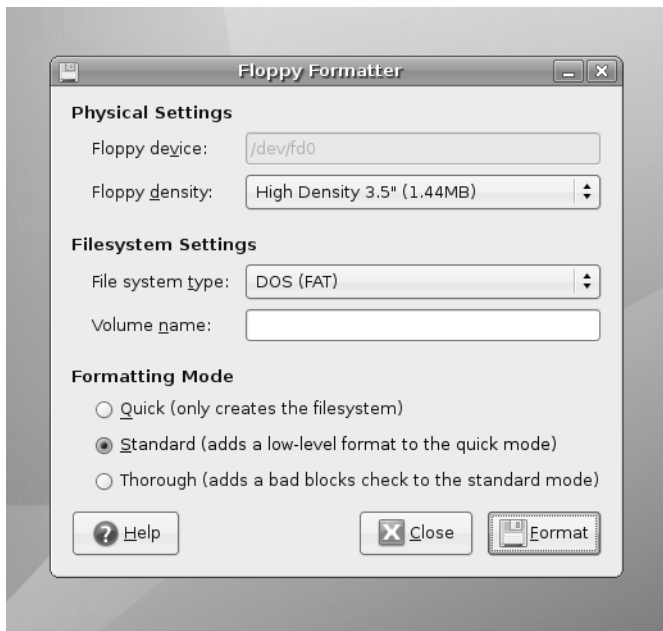 Floppy Formatter
Physical Settings
Floppy device: /dev/fd0
Floppy density: High Density 3.5" (1.44MB)
Filesystem Settings
File system type: DOS (FAT)
Volume name:
Formatting Mode
Quick (only creates the filesystem)
Standard (adds a low-level format to the quick mode)
Thorough (adds a bad blocks check to the standard mode)
Help Close Format